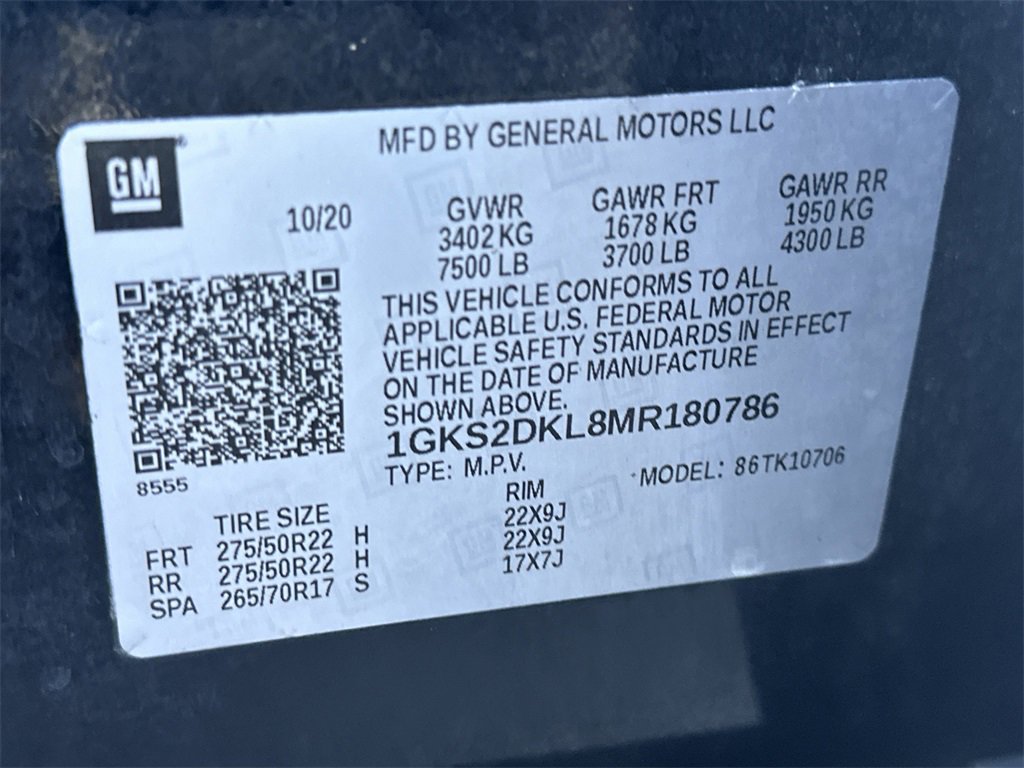 MFD BY GENERAL MOTORS LLC
GM
10/20
GVWR GAWR FRT GAWR RR
3402 KG 1678 KG 1950 KG
7500 LB 3700 LB 4300 LB
THIS VEHICLE CONFORMS TO ALL
APPLICABLE U.S. FEDERAL MOTOR
VEHICLE SAFETY STANDARDS IN EFFECT
ON THE DATE OF MANUFACTURE
SHOWN ABOVE.
1GKS2DKL8MR180786
TYPE: M.P.V. MODEL: 86TK10706
8555
TIRE SIZE RIM
FRT 275/50R22 H 22X9J
RR 275/50R22 H 22X9J
SPA 265/70R17 S 17X7J